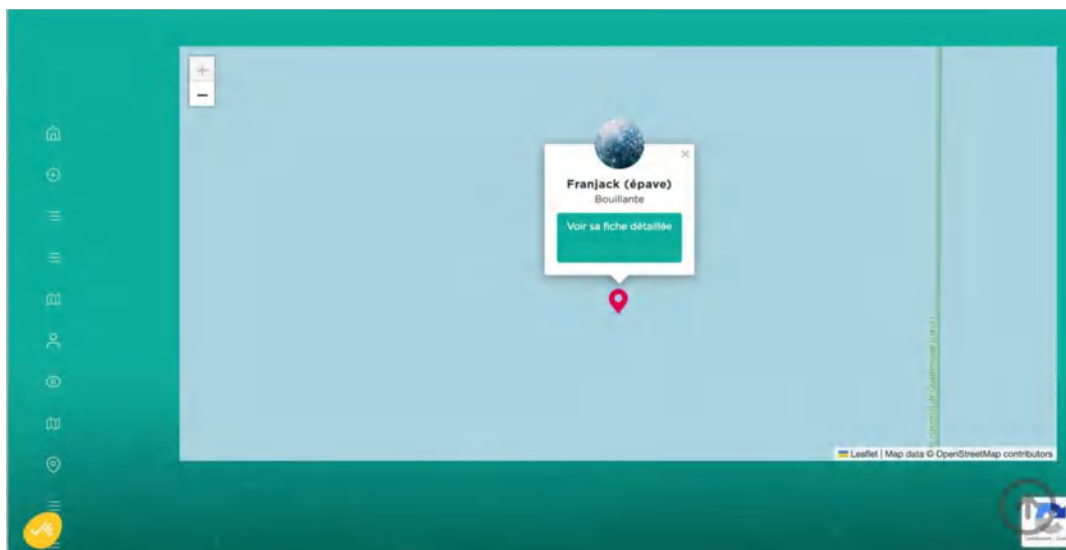 +
−
×
Franjack (épave)
Bouillante
Voir sa fiche détaillée
Leaflet | Map data © OpenStreetMap contributors